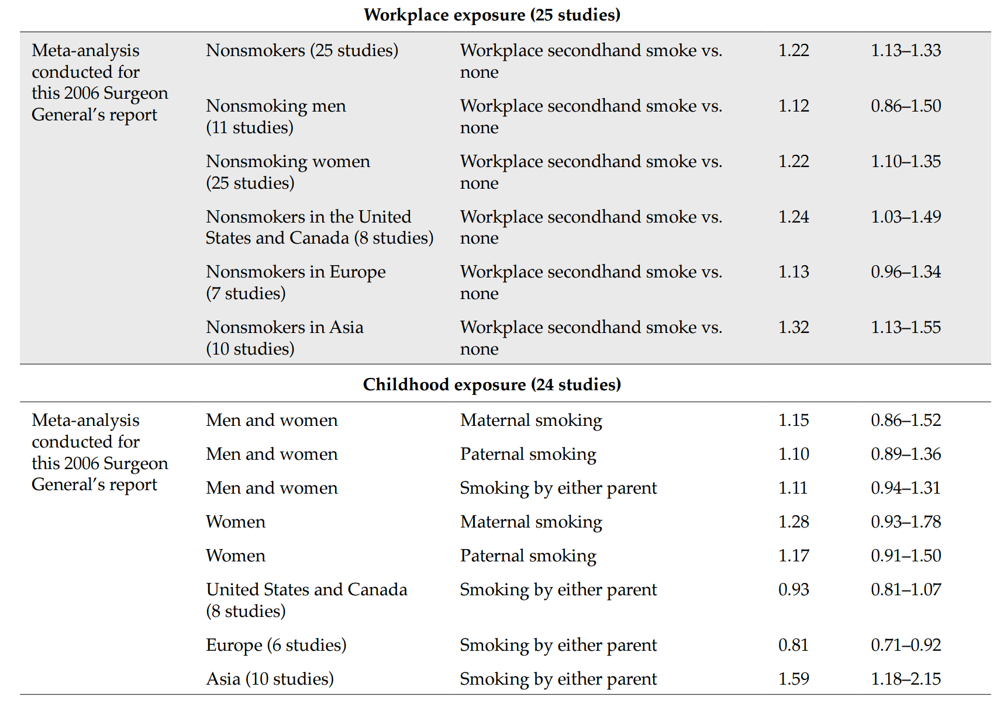 Workplace exposure (25 studies)
Meta-analysis conducted for this 2006 Surgeon General's report
Nonsmokers (25 studies) Workplace secondhand smoke vs. none 1.22 1.13–1.33
Nonsmoking men (11 studies) Workplace secondhand smoke vs. none 1.12 0.86–1.50
Nonsmoking women (25 studies) Workplace secondhand smoke vs. none 1.22 1.10–1.35
Nonsmokers in the United States and Canada (8 studies) Workplace secondhand smoke vs. none 1.24 1.03–1.49
Nonsmokers in Europe (7 studies) Workplace secondhand smoke vs. none 1.13 0.96–1.34
Nonsmokers in Asia (10 studies) Workplace secondhand smoke vs. none 1.32 1.13–1.55
Childhood exposure (24 studies)
Meta-analysis conducted for this 2006 Surgeon General's report
Men and women Maternal smoking 1.15 0.86–1.52
Men and women Paternal smoking 1.10 0.89–1.36
Men and women Smoking by either parent 1.11 0.94–1.31
Women Maternal smoking 1.28 0.93–1.78
Women Paternal smoking 1.17 0.91–1.50
United States and Canada (8 studies) Smoking by either parent 0.93 0.81–1.07
Europe (6 studies) Smoking by either parent 0.81 0.71–0.92
Asia (10 studies) Smoking by either parent 1.59 1.18–2.15